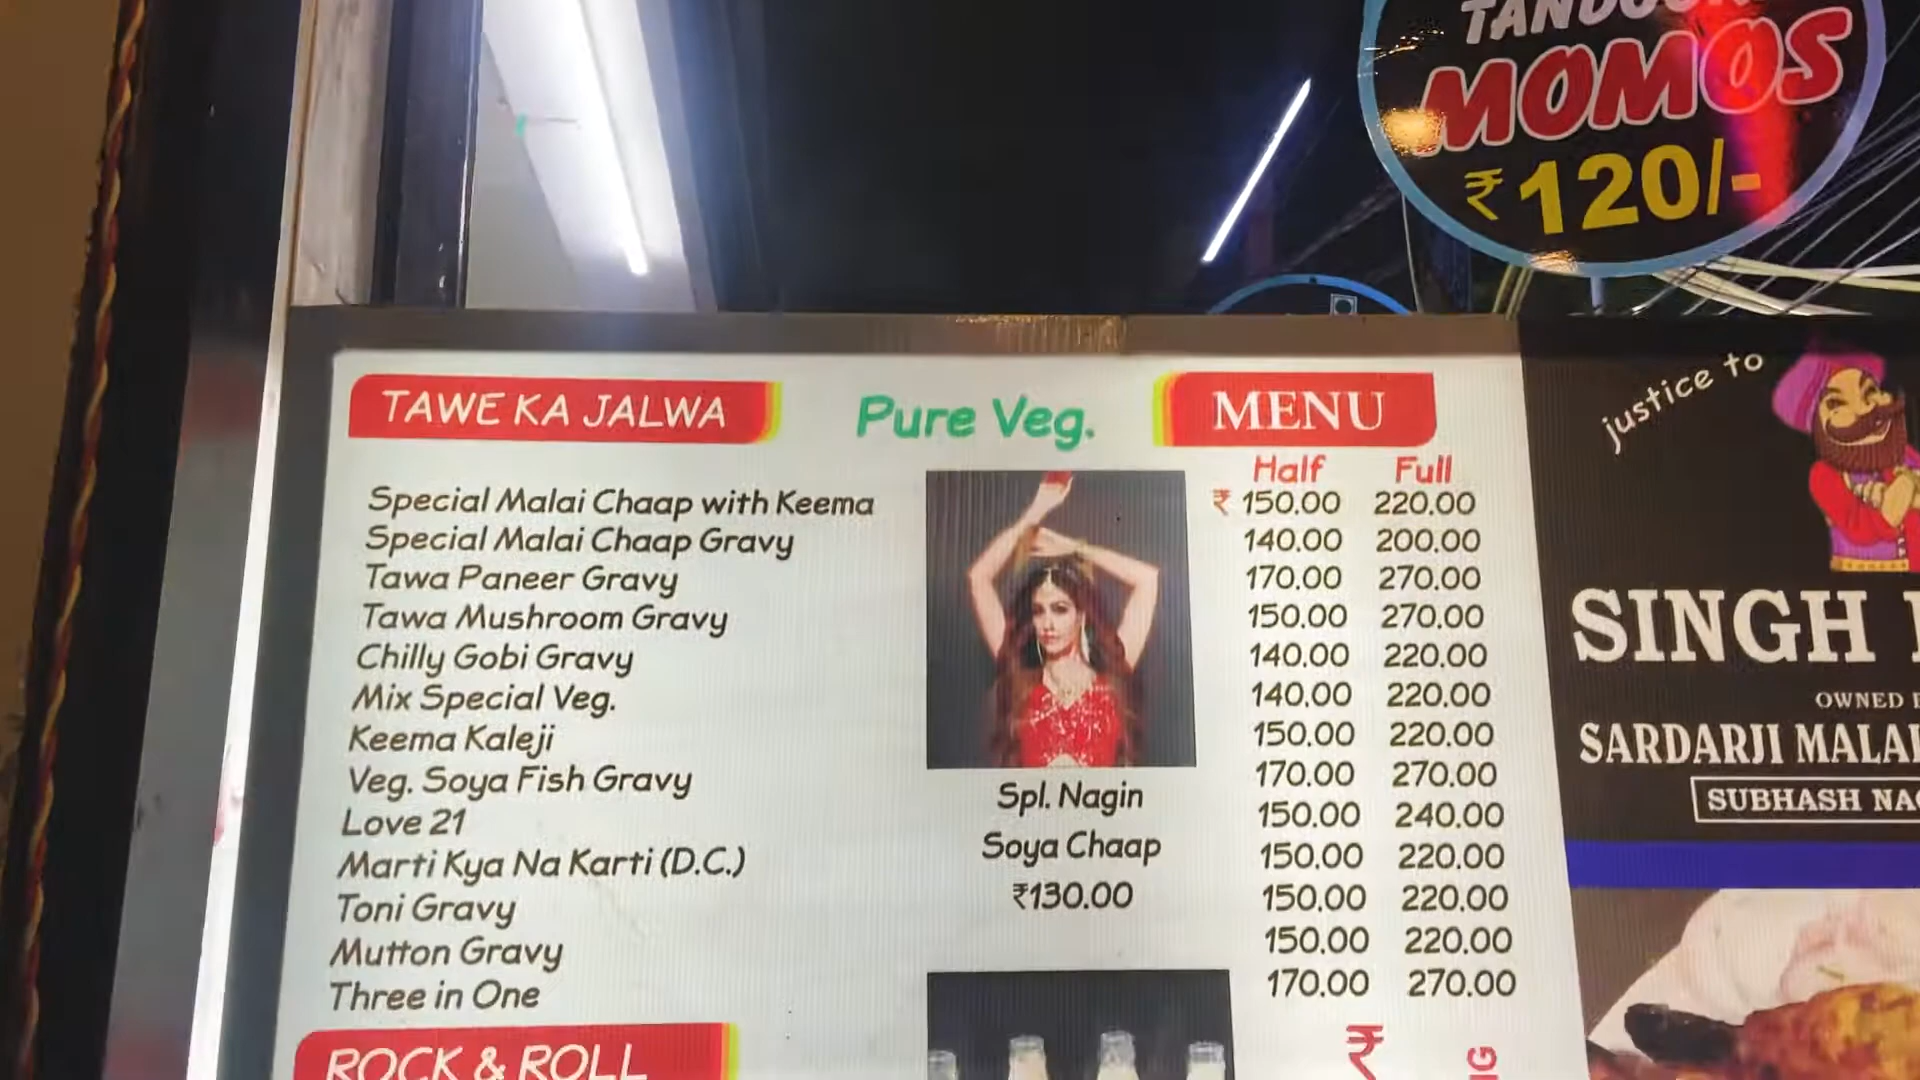 TANDOORI
MOMOS
₹120/-
TAWE KA JALWA
Pure Veg.
MENU
Half Full
Special Malai Chaap with Keema ₹ 150.00 220.00
Special Malai Chaap Gravy 140.00 200.00
Tawa Paneer Gravy 170.00 270.00
Tawa Mushroom Gravy 150.00 270.00
Chilly Gobi Gravy 140.00 220.00
Mix Special Veg. 140.00 220.00
Keema Kaleji 150.00 220.00
Veg. Soya Fish Gravy 170.00 270.00
Love 21 150.00 240.00
Marti Kya Na Karti (D.C.) 150.00 220.00
Toni Gravy 150.00 220.00
Mutton Gravy 150.00 220.00
Three in One 170.00 270.00
Spl. Nagin
Soya Chaap
₹130.00
ROCK & ROLL
₹
justice to
SINGH
OWNED
SARDARJI MALAI
SUBHASH